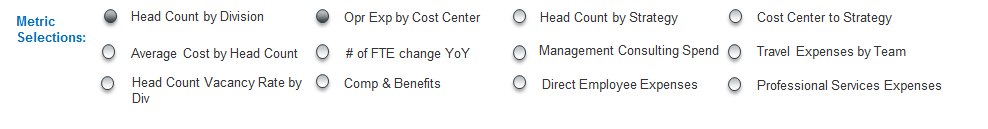 Metric
Selections:
Head Count by Division
Opr Exp by Cost Center
Head Count by Strategy
Cost Center to Strategy
Average Cost by Head Count
# of FTE change YoY
Management Consulting Spend
Travel Expenses by Team
Head Count Vacancy Rate by
Div
Comp & Benefits
Direct Employee Expenses
Professional Services Expenses